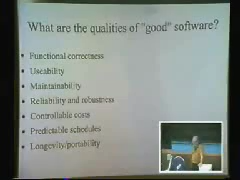 What are the qualities of "good" software?
• Functional correctness
• Useability
• Maintainability
• Reliability and robustness
• Controllable costs
• Predictable schedules
• Longevity/portability